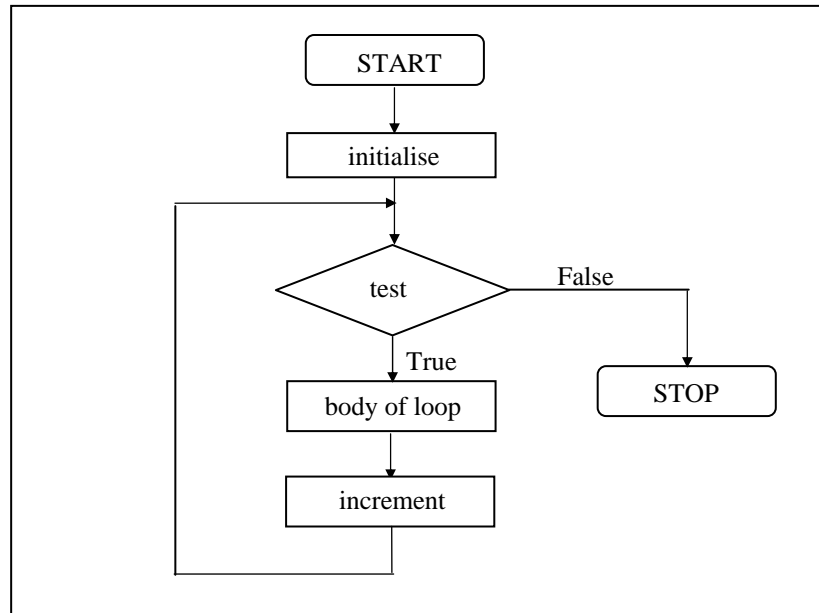 START
initialise
test
False
True
body of loop
STOP
increment